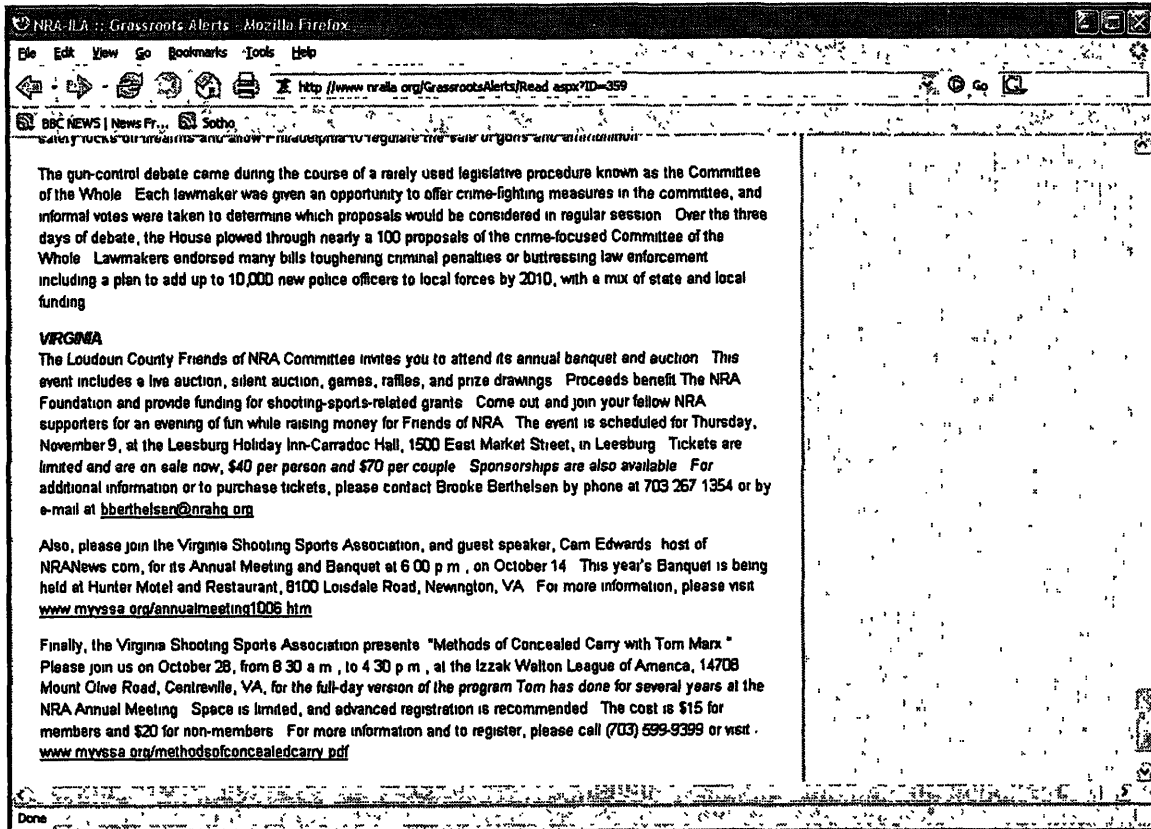 NRA-ILA :: Grassroots Alerts - Mozilla Firefox
File Edit View Go Bookmarks Tools Help
http //www nraila org/GrassrootsAlerts/Read aspx?ID=359 Go
BBC NEWS | News Fr... Sotho
safety locks on firearms and allow Philadelphia to regulate the sale of guns and ammunition
The gun-control debate came during the course of a rarely used legislative procedure known as the Committee
of the Whole Each lawmaker was given an opportunity to offer crime-fighting measures in the committee, and
informal votes were taken to determine which proposals would be considered in regular session Over the three
days of debate, the House plowed through nearly a 100 proposals of the crime-focused Committee of the
Whole Lawmakers endorsed many bills toughening criminal penalties or buttressing law enforcement
including a plan to add up to 10,000 new police officers to local forces by 2010, with a mix of state and local
funding
VIRGINIA
The Loudoun County Friends of NRA Committee invites you to attend its annual banquet and auction This
event includes a live auction, silent auction, games, raffles, and prize drawings Proceeds benefit The NRA
Foundation and provide funding for shooting-sports-related grants Come out and join your fellow NRA
supporters for an evening of fun while raising money for Friends of NRA The event is scheduled for Thursday,
November 9, at the Leesburg Holiday Inn-Carradoc Hall, 1500 East Market Street, in Leesburg Tickets are
limited and are on sale now, $40 per person and $70 per couple Sponsorships are also available For
additional information or to purchase tickets, please contact Brooke Berthelsen by phone at 703 267 1354 or by
e-mail at bberthelsen@nrahq org
Also, please join the Virginia Shooting Sports Association, and guest speaker, Cam Edwards host of
NRANews com, for its Annual Meeting and Banquet at 6 00 p m , on October 14 This year's Banquet is being
held at Hunter Motel and Restaurant, 8100 Loisdale Road, Newington, VA For more information, please visit
www myvssa org/annualmeeting1006 htm
Finally, the Virginia Shooting Sports Association presents "Methods of Concealed Carry with Tom Marx "
Please join us on October 28, from 8 30 a m , to 4 30 p m , at the Izzak Walton League of America, 14708
Mount Olive Road, Centreville, VA, for the full-day version of the program Tom has done for several years at the
NRA Annual Meeting Space is limited, and advanced registration is recommended The cost is $15 for
members and $20 for non-members For more information and to register, please call (703) 599-9399 or visit
www myvssa org/methodsofconcealedcarry pdf
Done